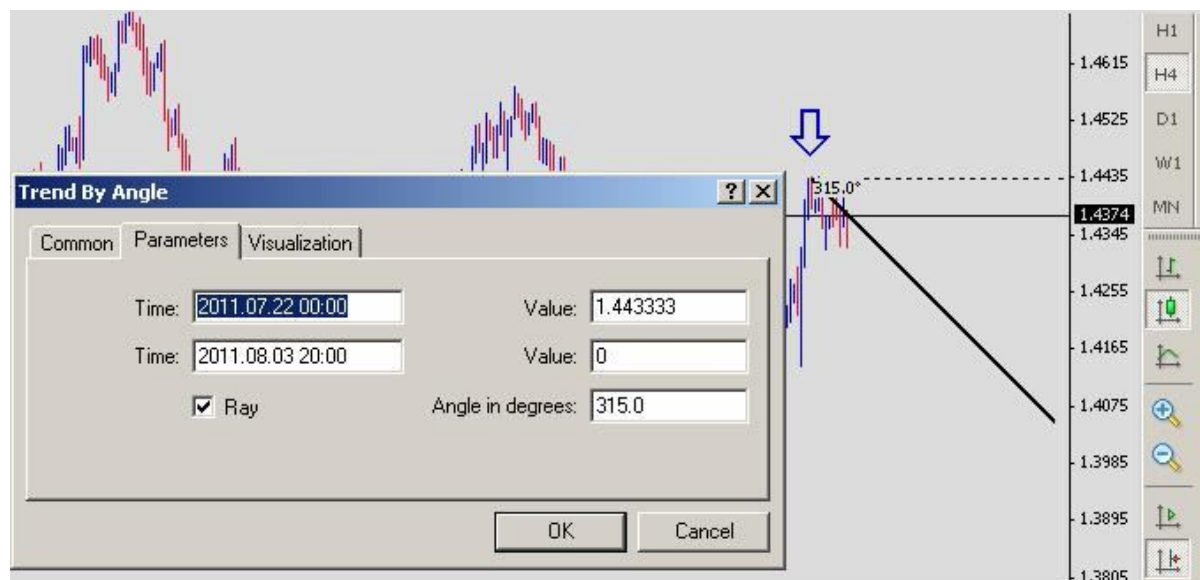 H1
1.4615
H4
1.4525
D1
W1
Trend By Angle
1.4435
315.0°
MN
1.4374
Common Parameters Visualization
1.4345
Time: 2011.07.22 00:00 Value: 1.443333
1.4255
Time: 2011.08.03 20:00 Value: 0
1.4165
Ray Angle in degrees: 315.0
1.4075
1.3985
OK Cancel
1.3895
1.3805